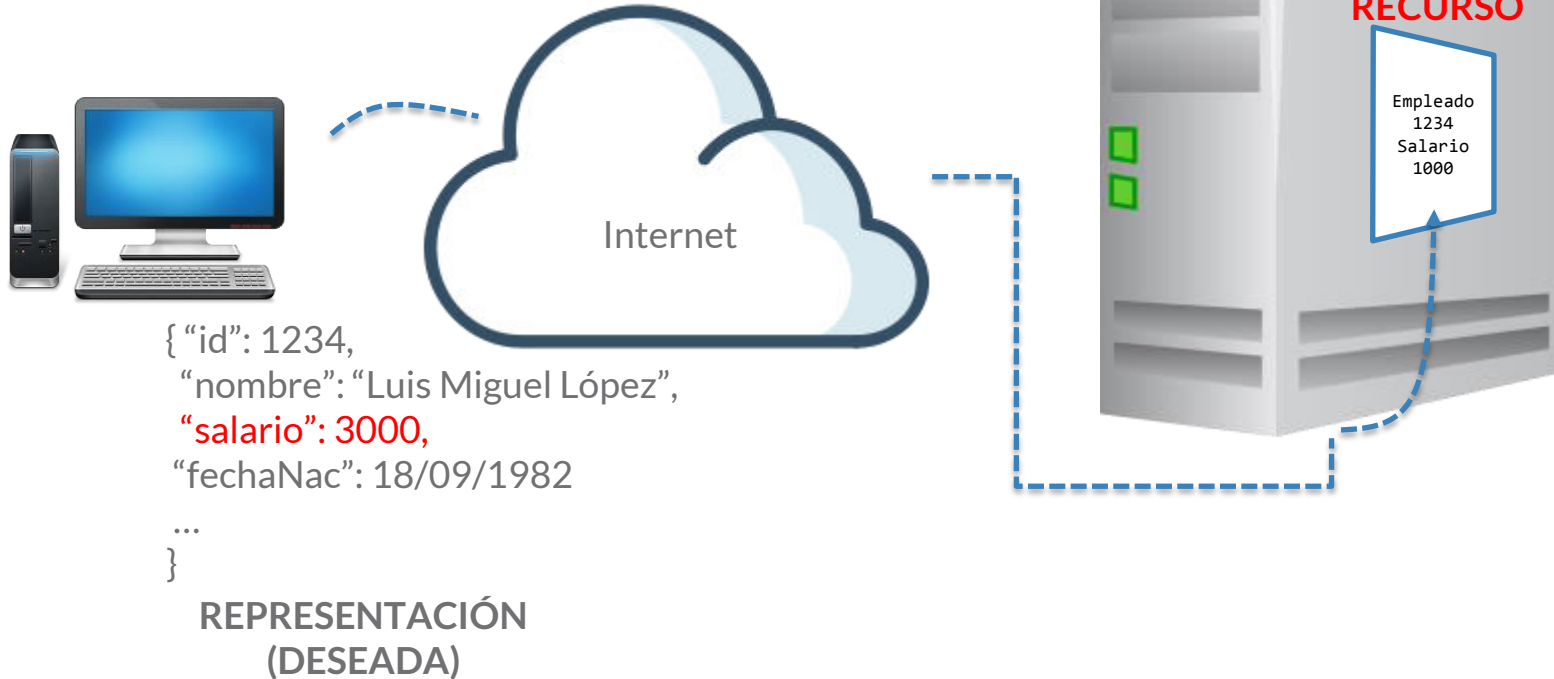 RECURSO
Empleado
1234
Salario
1000
Internet
{ “id”: 1234,
“nombre”: “Luis Miguel López”,
“salario”: 3000,
“fechaNac”: 18/09/1982
…
}
REPRESENTACIÓN
(DESEADA)